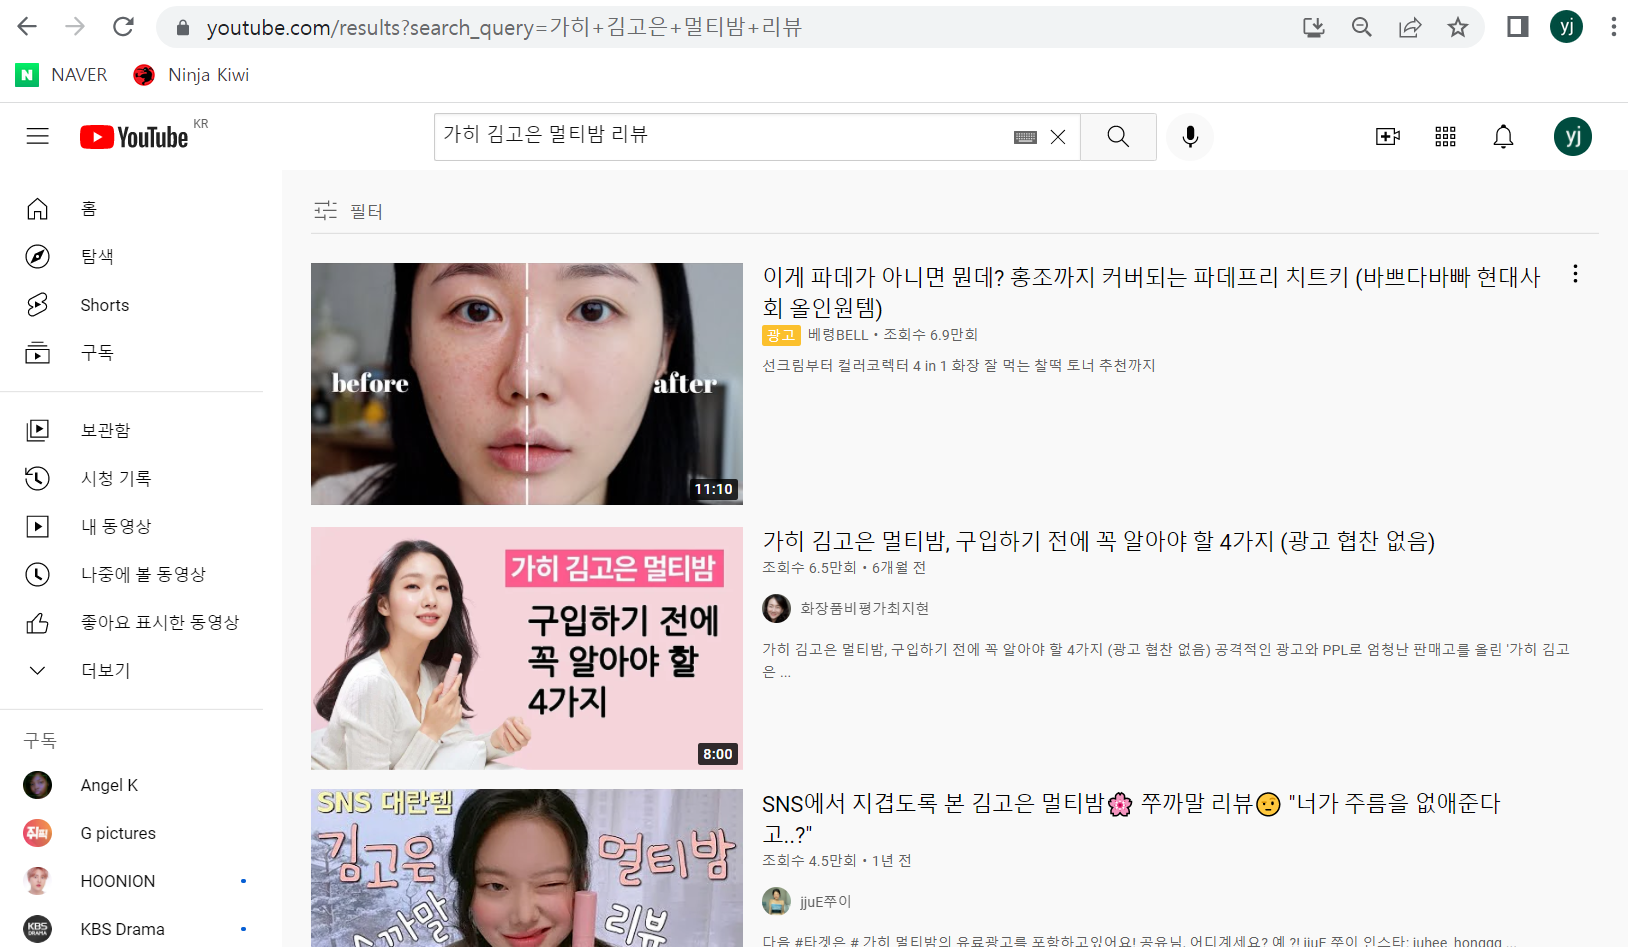 youtube.com/results?search_query=가히+김고은+멀티밤+리뷰
yj
N NAVER
Ninja Kiwi
YouTube KR
가히 김고은 멀티밤 리뷰
yj
홈
탐색
Shorts
구독
보관함
시청 기록
내 동영상
나중에 볼 동영상
좋아요 표시한 동영상
더보기
구독
Angel K
쥐픽
G pictures
HOONION
KBS DRAMA
KBS Drama
필터
before
after
11:10
이게 파데가 아니면 뭔데? 홍조까지 커버되는 파데프리 치트키 (바쁘다바빠 현대사
회 올인원템)
광고 베령BELL • 조회수 6.9만회
선크림부터 컬러코렉터 4 in 1 화장 잘 먹는 찰떡 토너 추천까지
가히 김고은 멀티밤
구입하기 전에
꼭 알아야 할
4가지
8:00
가히 김고은 멀티밤, 구입하기 전에 꼭 알아야 할 4가지 (광고 협찬 없음)
조회수 6.5만회 • 6개월 전
화장품비평가최지현
가히 김고은 멀티밤, 구입하기 전에 꼭 알아야 할 4가지 (광고 협찬 없음) 공격적인 광고와 PPL로 엄청난 판매고를 올린 '가히 김고
은 ...
SNS 대란템
김고은
멀티밤
쭈까말
리뷰
SNS에서 지겹도록 본 김고은 멀티밤🌸 쭈까말 리뷰🤨 "너가 주름을 없애준다
고..?"
조회수 4.5만회 • 1년 전
jjuE쭈이
다음 #타겟은 # 가히 멀티밤의 유료광고를 포함하고있어요! 공유님, 어디계세요? 예 ?! jjuE 쭈이 인스타: juhee_hongqq ...